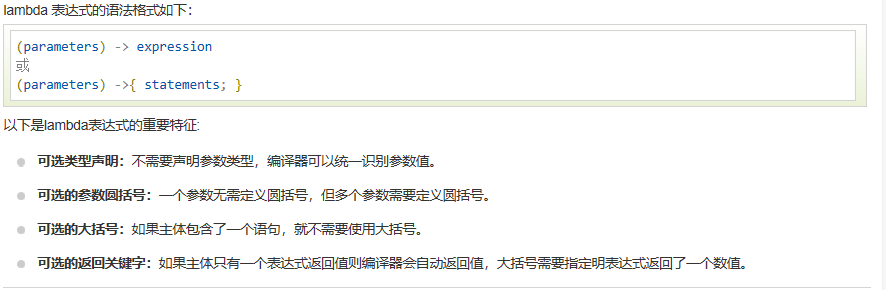 lambda 表达式的语法格式如下：
(parameters) -> expression
或
(parameters) ->{ statements; }
以下是lambda表达式的重要特征:
可选类型声明：不需要声明参数类型，编译器可以统一识别参数值。
可选的参数圆括号：一个参数无需定义圆括号，但多个参数需要定义圆括号。
可选的大括号：如果主体包含了一个语句，就不需要使用大括号。
可选的返回关键字：如果主体只有一个表达式返回值则编译器会自动返回值，大括号需要指定明表达式返回了一个数值。